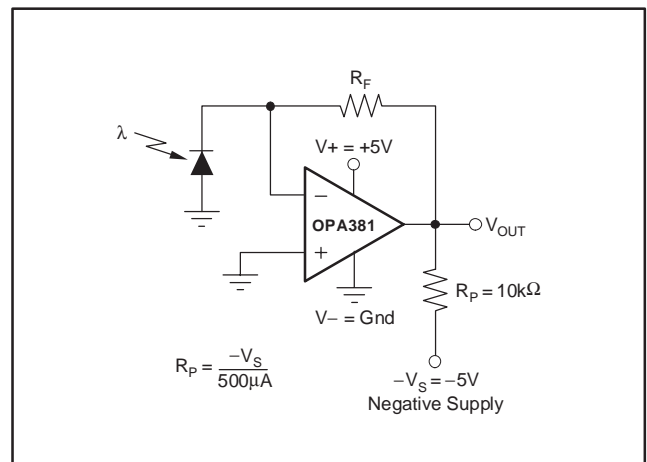 R_F
λ
V+ = +5V
−
OPA381
+
V_OUT
V− = Gnd
R_P = 10kΩ
R_P = −V_S / 500µA
−V_S = −5V
Negative Supply